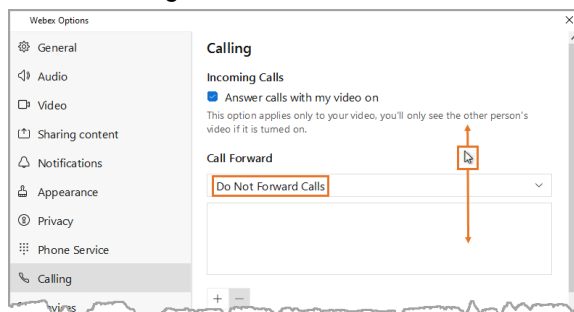 Webex Options
General
Audio
Video
Sharing content
Notifications
Appearance
Privacy
Phone Service
Calling
Calling
Incoming Calls
Answer calls with my video on
This option applies only to your video, you'll only see the other person's
video if it is turned on.
Call Forward
Do Not Forward Calls